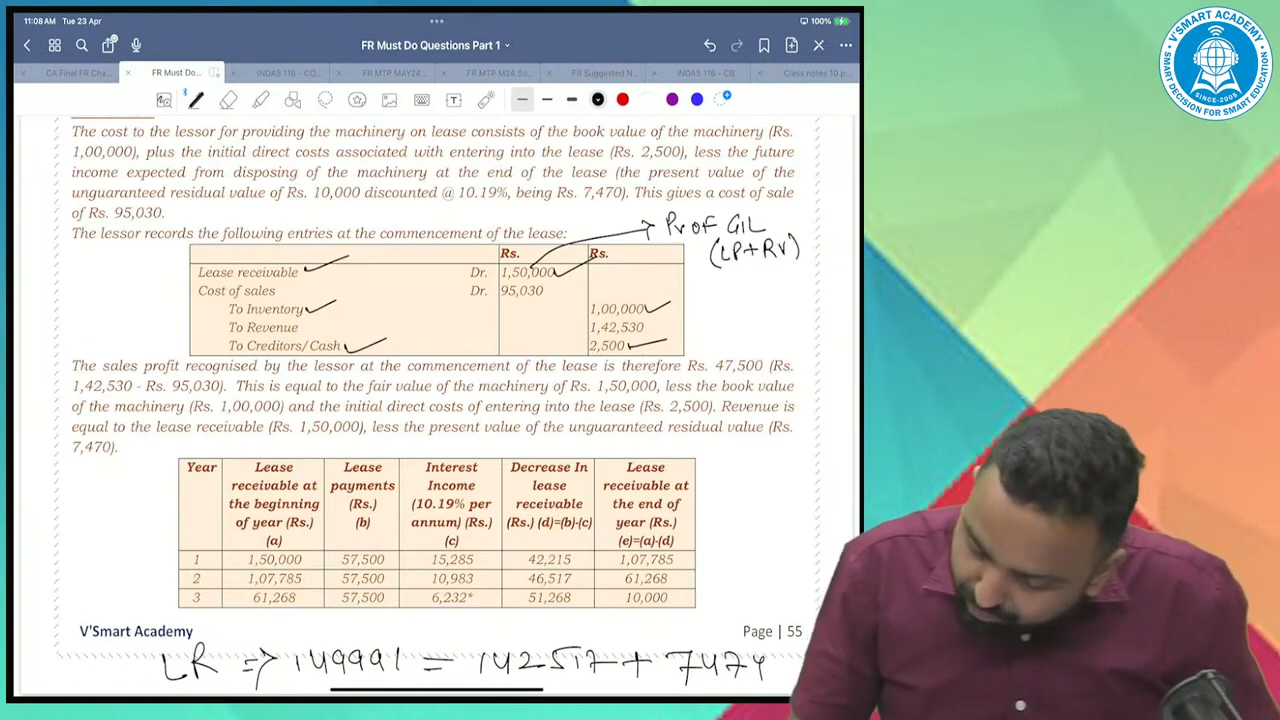 11:08 AM Tue 23 Apr
100%
FR Must Do Questions Part 1
CA Final FR Cha...
FR Must Do...
INDAS 116 - CO...
FR MTP MAY24...
FR MTP M24 So...
FR Suggested N...
INDAS 116 - CB...
Class notes 10 p...
V'SMART ACADEMY
SINCE-2008
SMART DECISION FOR SMART EDUCATION
The cost to the lessor for providing the machinery on lease consists of the book value of the machinery (Rs.
1,00,000), plus the initial direct costs associated with entering into the lease (Rs. 2,500), less the future
income expected from disposing of the machinery at the end of the lease (the present value of the
unguaranteed residual value of Rs. 10,000 discounted @ 10.19%, being Rs. 7,470). This gives a cost of sale
of Rs. 95,030.
The lessor records the following entries at the commencement of the lease:
PV of GIL
(LP+RV)
Rs. Rs.
Lease receivable Dr. 1,50,000
Cost of sales Dr. 95,030
To Inventory 1,00,000
To Revenue 1,42,530
To Creditors/Cash 2,500
The sales profit recognised by the lessor at the commencement of the lease is therefore Rs. 47,500 (Rs.
1,42,530 - Rs. 95,030). This is equal to the fair value of the machinery of Rs. 1,50,000, less the book value
of the machinery (Rs. 1,00,000) and the initial direct costs of entering into the lease (Rs. 2,500). Revenue is
equal to the lease receivable (Rs. 1,50,000), less the present value of the unguaranteed residual value (Rs.
7,470).
Year Lease Lease Interest Decrease In Lease
receivable at payments Income lease receivable at
the beginning (Rs.) (10.19% per receivable the end of
of year (Rs.) (b) annum) (Rs.) (Rs.) (d)=(b)-(c) year (Rs.)
(a) (c) (e)=(a)-(d)
1 1,50,000 57,500 15,285 42,215 1,07,785
2 1,07,785 57,500 10,983 46,517 61,268
3 61,268 57,500 6,232* 51,268 10,000
V'Smart Academy Page | 55
LR => 149991 = 142517 + 7474